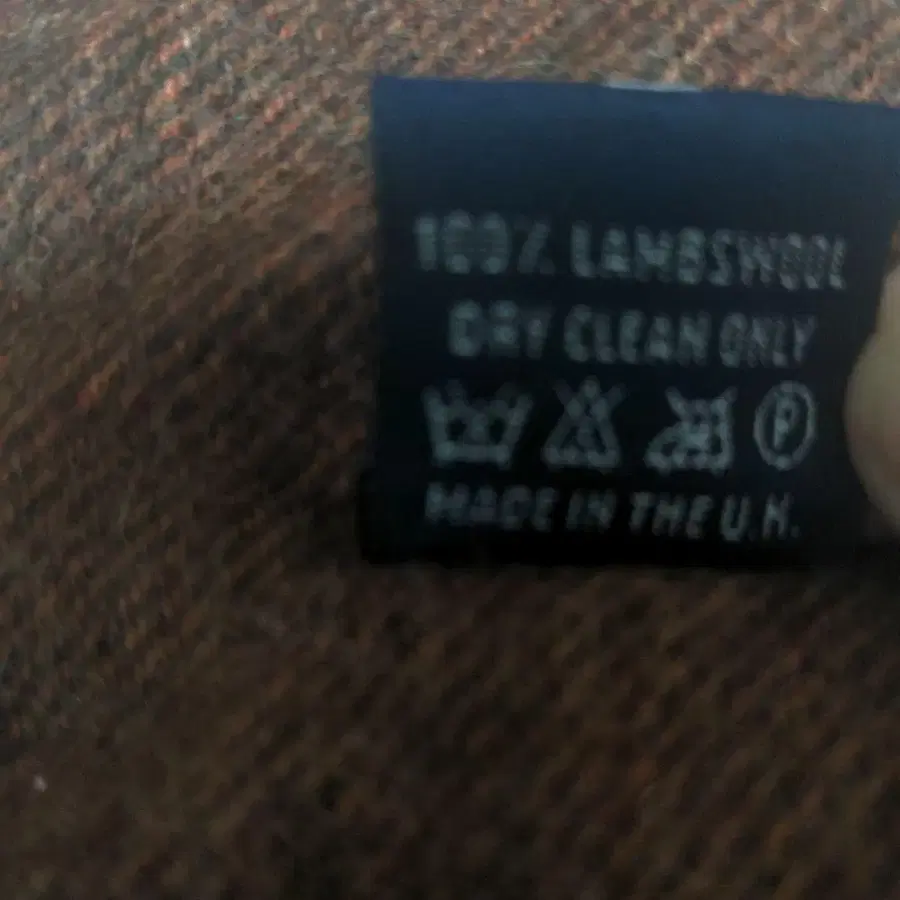 100% LAMBSWOOL
DRY CLEAN ONLY
P
MADE IN THE U.K.